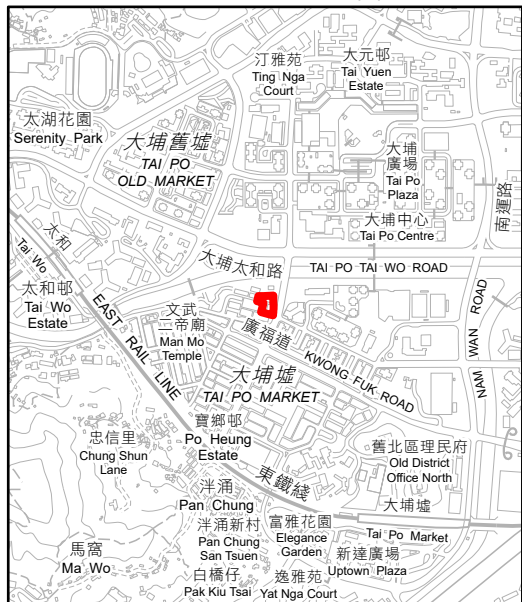 汀雅苑
Ting Nga
Court
大元邨
Tai Yuen
Estate
太湖花園
Serenity Park
大埔舊墟
TAI PO
OLD MARKET
大埔
廣場
Tai Po
Plaza
南運路
大埔中心
Tai Po Centre
太和
Tai Wo
大埔太和路
TAI PO TAI WO ROAD
太和邨
Tai Wo
Estate
文武
二帝廟
Man Mo
Temple
EAST RAIL LINE
廣福道
KWONG FUK ROAD
NAM WAN ROAD
大埔墟
TAI PO MARKET
寶鄉邨
Po Heung
Estate
忠信里
Chung Shun
Lane
舊北區理民府
Old District
Office North
東鐵綫
泮涌
Pan Chung
大埔墟
Tai Po Market
泮涌新村
Pan Chung
San Tsuen
富雅花園
Elegance
Garden
馬窩
Ma Wo
新達廣場
Uptown Plaza
白橋仔
Pak Kiu Tsai
逸雅苑
Yat Nga Court